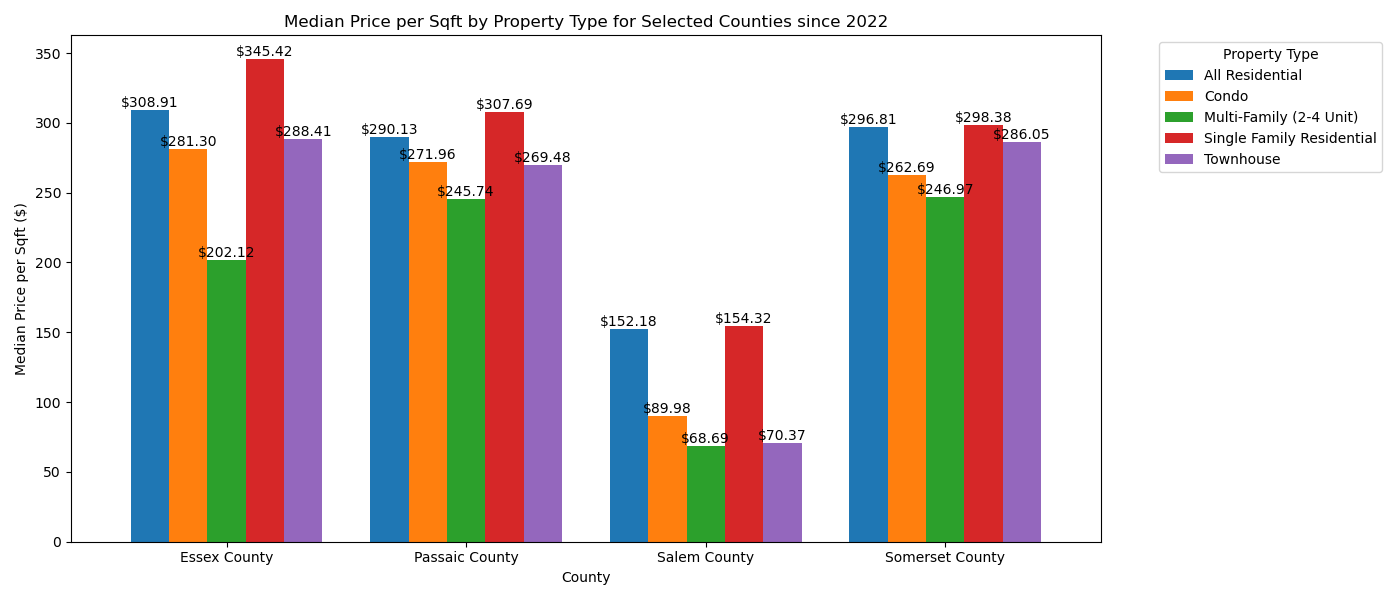 Median Price per Sqft by Property Type for Selected Counties since 2022
Median Price per Sqft ($)
350
300
250
200
150
100
50
0
$308.91
$281.30
$202.12
$345.42
$288.41
$290.13
$271.96
$245.74
$307.69
$269.48
$152.18
$89.98
$68.69
$154.32
$70.37
$296.81
$262.69
$246.97
$298.38
$286.05
Essex County
Passaic County
Salem County
Somerset County
County
Property Type
All Residential
Condo
Multi-Family (2-4 Unit)
Single Family Residential
Townhouse